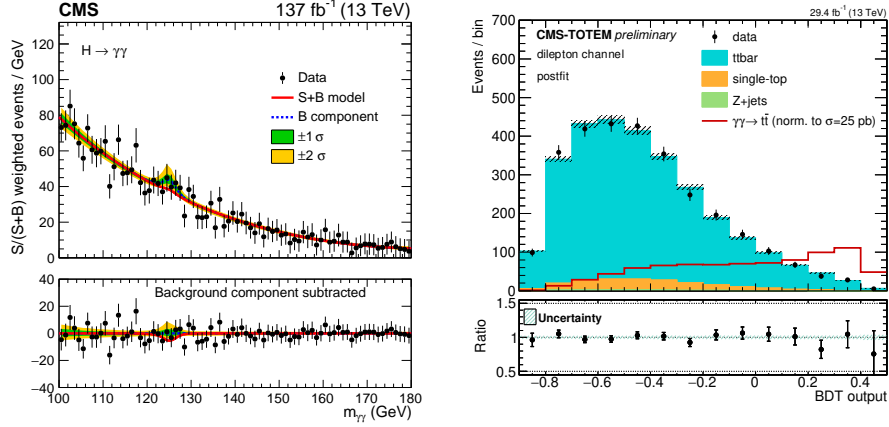 CMS 137 fb⁻¹ (13 TeV)
H → γγ
Data
S+B model
B component
±1 σ
±2 σ
S/(S+B) weighted events / GeV
120
100
80
60
40
20
0
Background component subtracted
40
20
0
−20
−40
100 110 120 130 140 150 160 170 180
mγγ (GeV)
29.4 fb⁻¹ (13 TeV)
CMS-TOTEM preliminary
dilepton channel
postfit
data
ttbar
single-top
Z+jets
γγ→ tt̄ (norm. to σ=25 pb)
Events / bin
700
600
500
400
300
200
100
0
Uncertainty
Ratio
1.5
1.0
0.5
−0.8 −0.6 −0.4 −0.2 0 0.2 0.4
BDT output